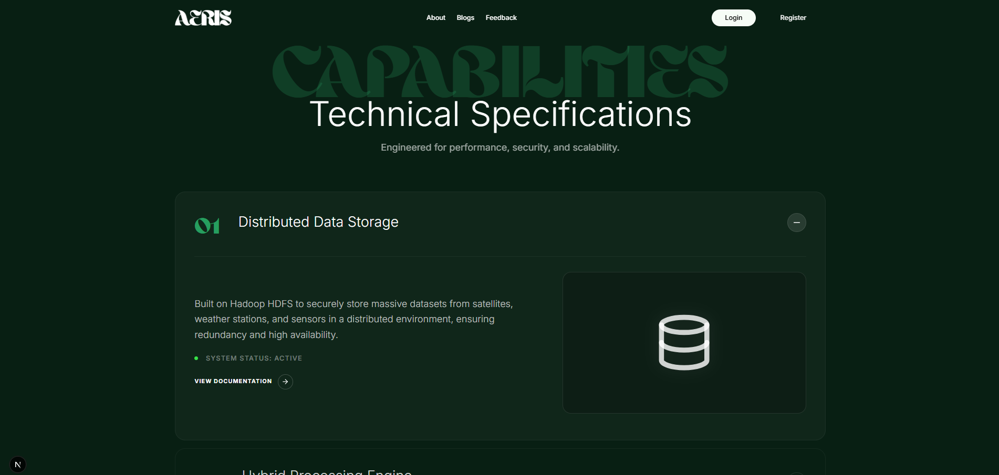 AERIS
About
Blogs
Feedback
Login
Register
CAPABILITIES
Technical Specifications
Engineered for performance, security, and scalability.
01
Distributed Data Storage
Built on Hadoop HDFS to securely store massive datasets from satellites,
weather stations, and sensors in a distributed environment, ensuring
redundancy and high availability.
SYSTEM STATUS: ACTIVE
VIEW DOCUMENTATION
N
Hybrid Processing Engine